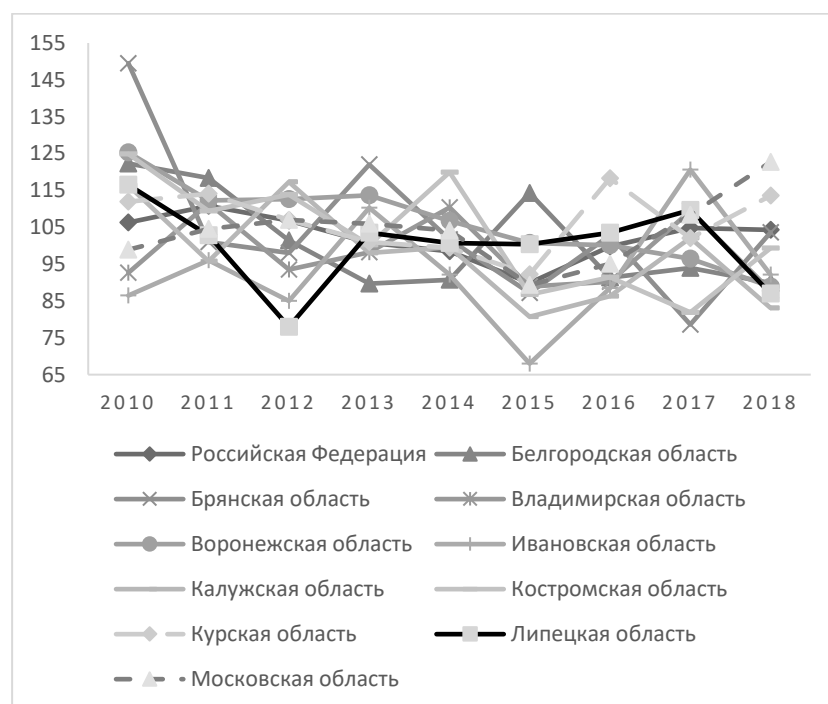 155
145
135
125
115
105
95
85
75
65
2010 2011 2012 2013 2014 2015 2016 2017 2018
Российская Федерация Белгородская область
Брянская область Владимирская область
Воронежская область Ивановская область
Калужская область Костромская область
Курская область Липецкая область
Московская область